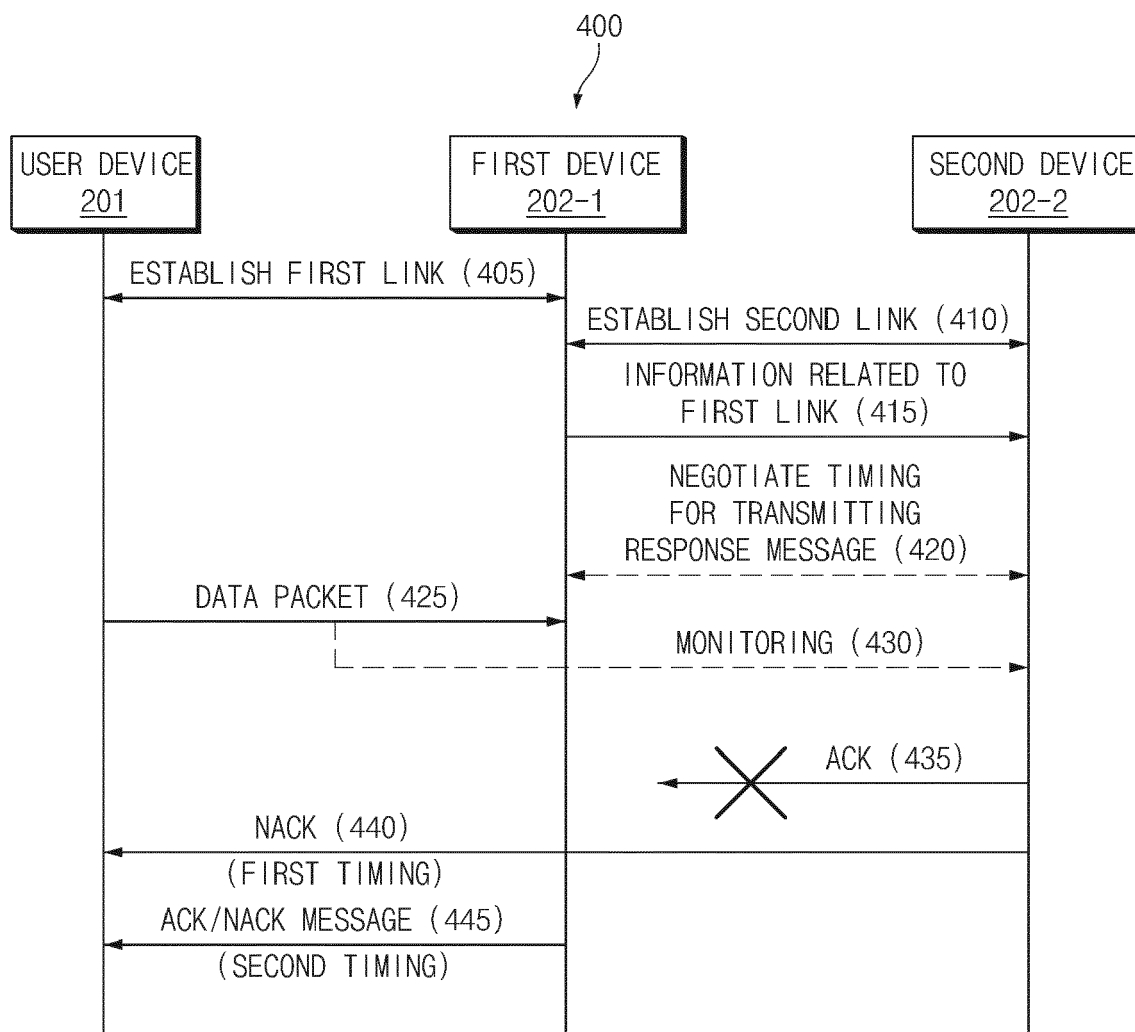 400
USER DEVICE
201
FIRST DEVICE
202-1
SECOND DEVICE
202-2
ESTABLISH FIRST LINK (405)
ESTABLISH SECOND LINK (410)
INFORMATION RELATED TO
FIRST LINK (415)
NEGOTIATE TIMING
FOR TRANSMITTING
RESPONSE MESSAGE (420)
DATA PACKET (425)
MONITORING (430)
ACK (435)
NACK (440)
(FIRST TIMING)
ACK/NACK MESSAGE (445)
(SECOND TIMING)